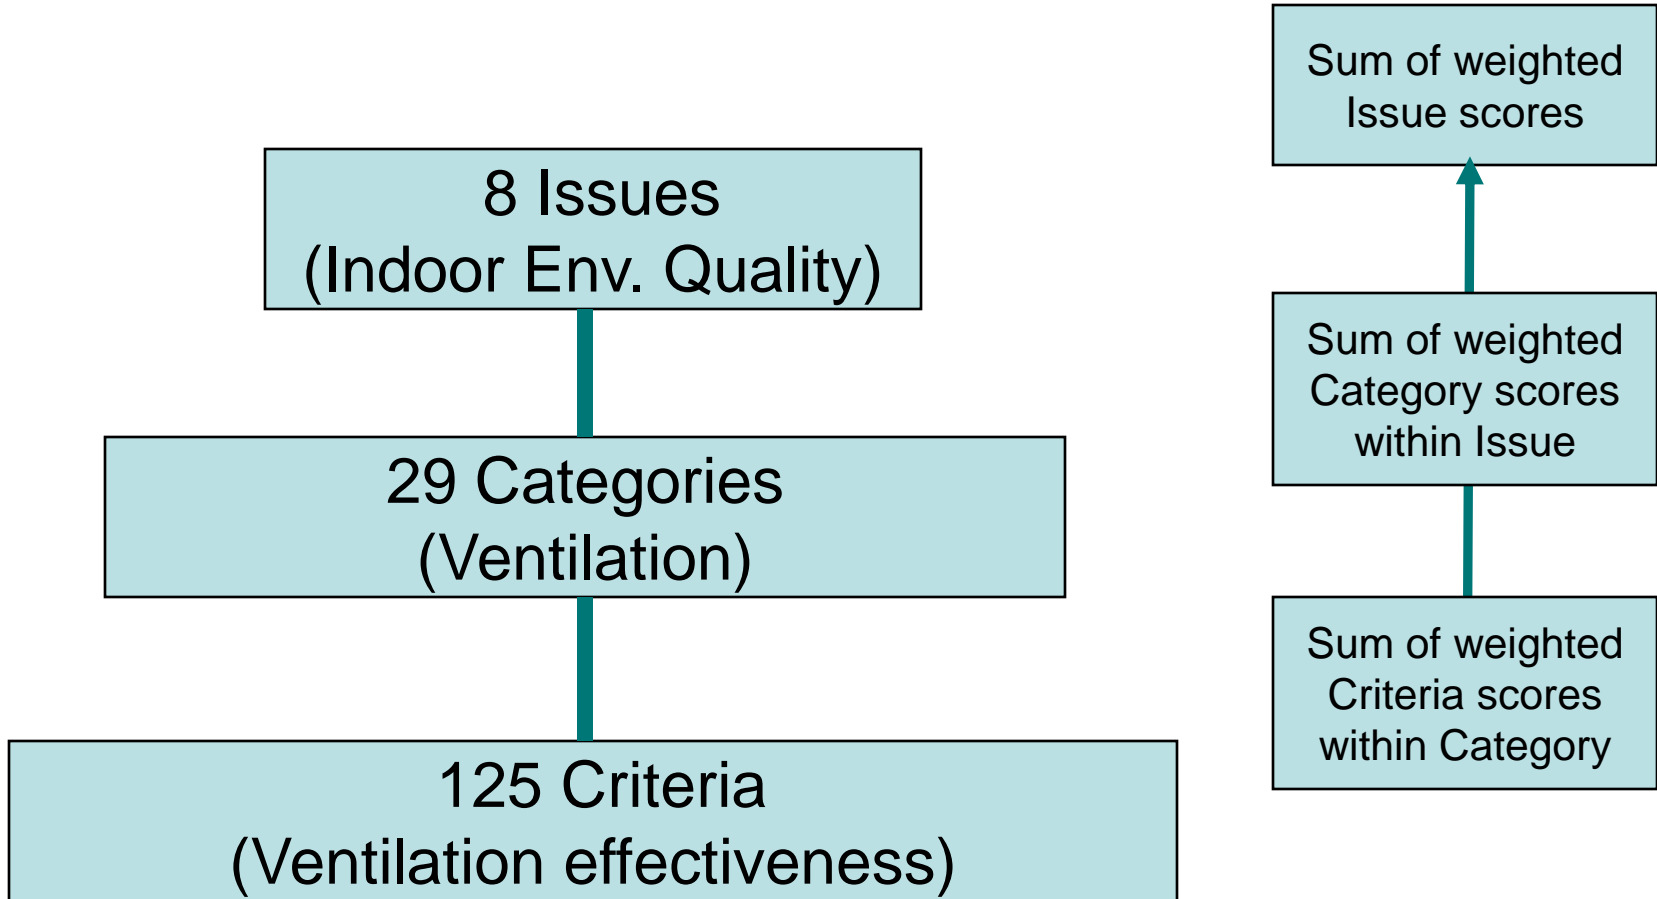 8 Issues
(Indoor Env. Quality)
29 Categories
(Ventilation)
125 Criteria
(Ventilation effectiveness)
Sum of weighted
Issue scores
Sum of weighted
Category scores
within Issue
Sum of weighted
Criteria scores
within Category